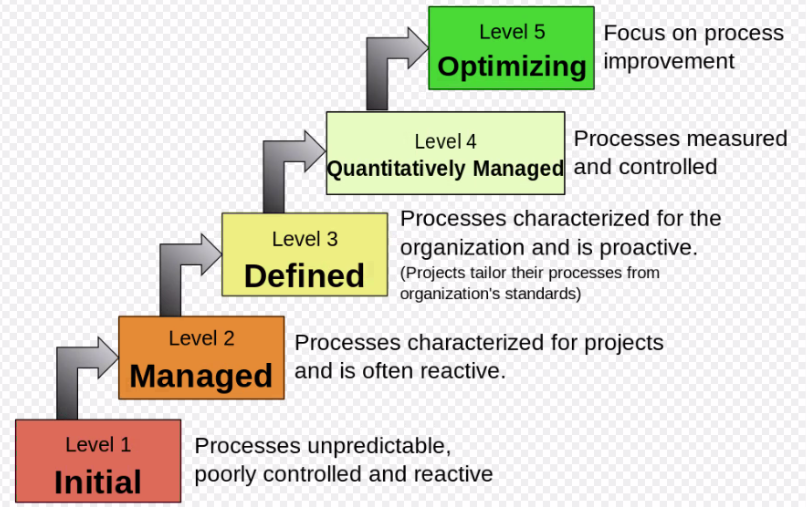 Level 5
Optimizing
Focus on process
improvement
Level 4
Quantitatively Managed
Processes measured
and controlled
Level 3
Defined
Processes characterized for the
organization and is proactive.
(Projects tailor their processes from
organization's standards)
Level 2
Managed
Processes characterized for projects
and is often reactive.
Level 1
Initial
Processes unpredictable,
poorly controlled and reactive